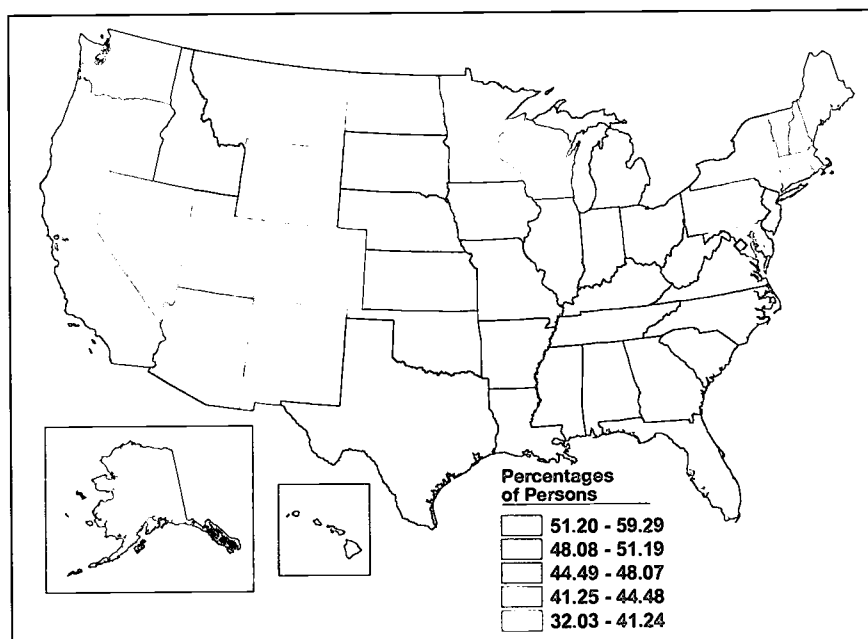 Percentages
of Persons
51.20 - 59.29
48.08 - 51.19
44.49 - 48.07
41.25 - 44.48
32.03 - 41.24